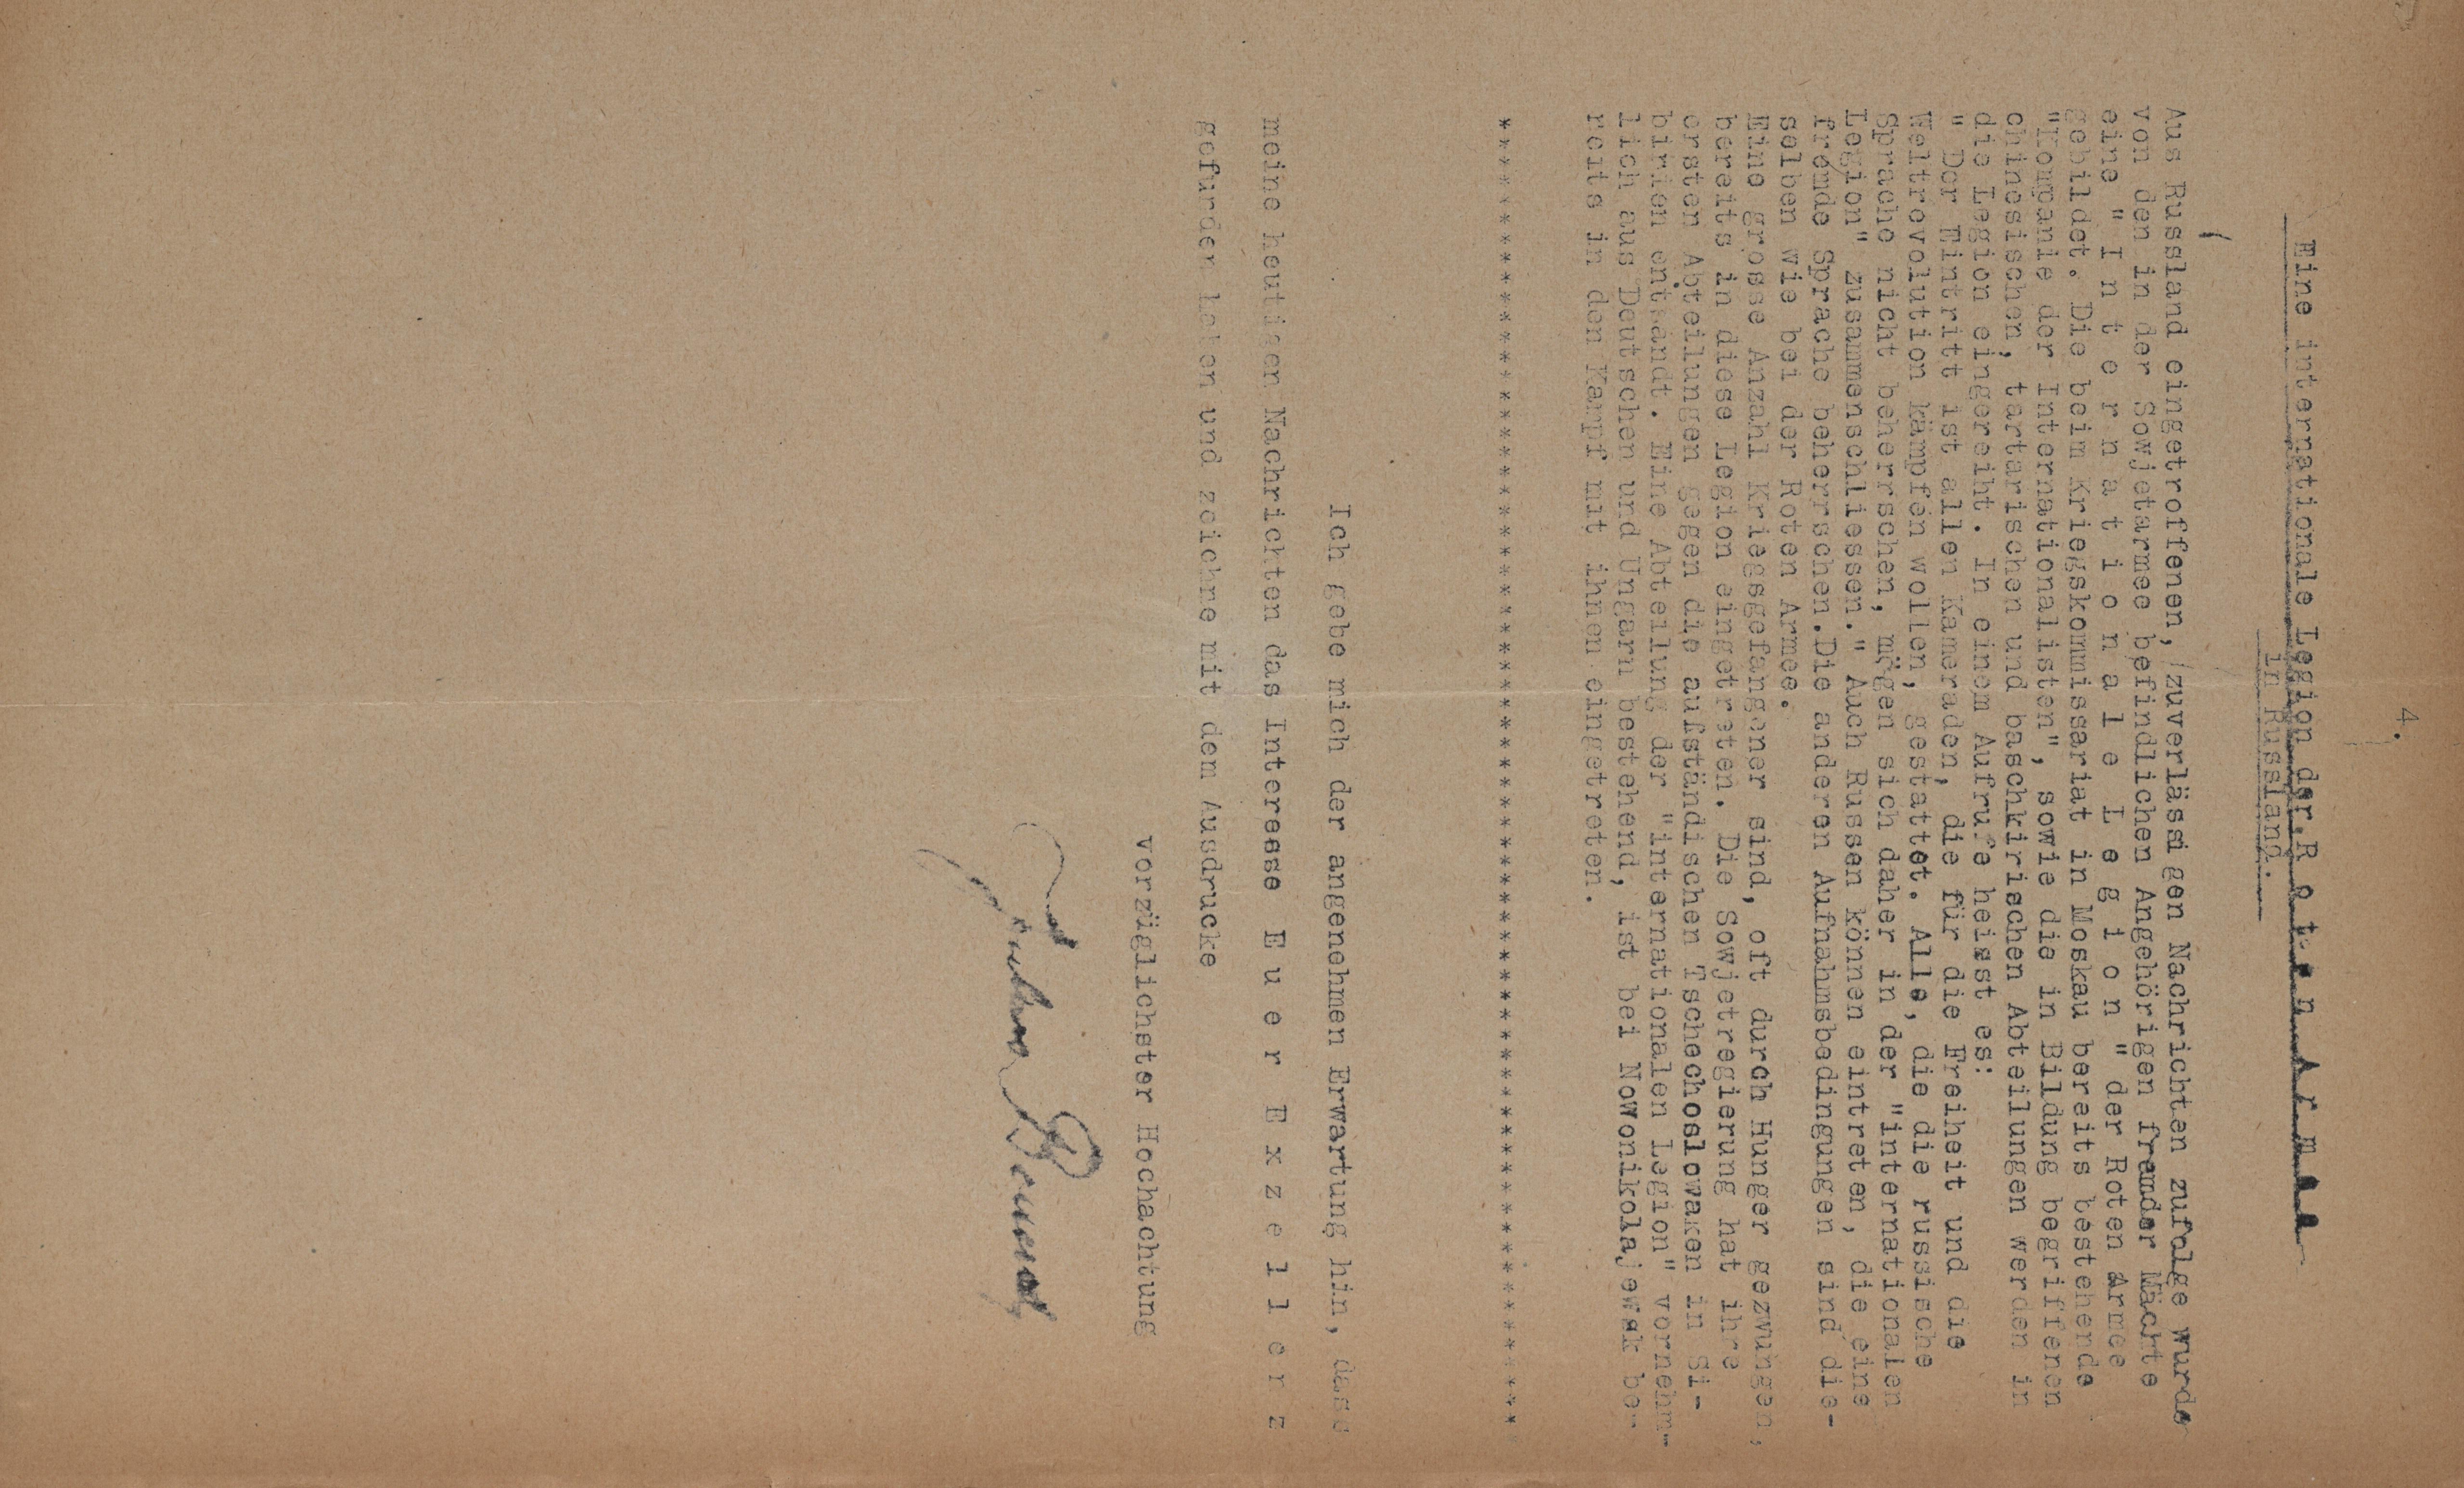 4.
Eine internationale Legion der R o t e n A r m e e
in Russland.
Aus Russland eingetroffenen, zuverlässigen Nachrichten zufolge wurde
von den in der Sowjetarmee befindlichen Angehörigen fremder Mächte
eine " I n t e r n a t i o n a l e L e g i o n " der Roten Armee
gebildet. Die beim Kriegskommissariat in Moskau bereits bestehende
"Kompanie der Internationalisten", sowie die in Bildung begriffenen
chinesischen, tartarischen und baschkirischen Abteilungen werden in
die Legion eingereiht. In einem Aufrufe heisst es:
" Der Eintritt ist allen Kameraden, die für die Freiheit und die
Weltrevolution kämpfen wollen, gestattet. Alle, die die russische
Sprache nicht beherrschen, mögen sich daher in der "internationalen
Legion" zusammenschliessen." Auch Russen können eintreten, die eine
fremde Sprache beherrschen.Die anderen Aufnahmsbedingungen sind die-
selben wie bei der Roten Armee.
Eine grosse Anzahl Kriegsgefangener sind, oft durch Hunger gezwungen,
bereits in diese Legion eingetreten. Die Sowjetregierung hat ihre
ersten Abteilungen gegen die aufständischen Tschechoslowaken in Si-
birien entsandt. Eine Abteilung der "internationalen Legion" vornehm-
lich aus Deutschen und Ungarn bestehend, ist bei Nowonikolajewsk be-
reits in den Kampf mit ihnen eingetreten.
*****************************************************************
Ich gebe mich der angenehmen Erwartung hin, dass
meine heutigen Nachrichten das Interesse E u e r E x z e l l e n z
gefunden haben und zeichne mit dem Ausdrucke
vorzüglichster Hochachtung